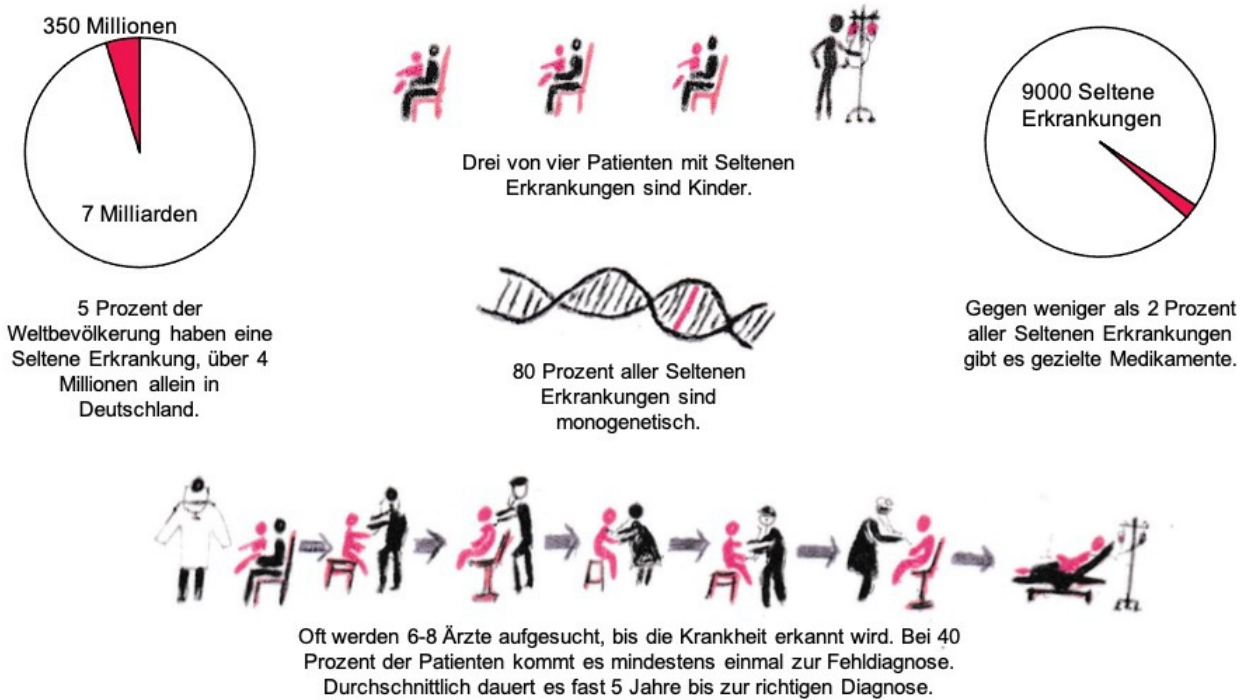 350 Millionen
7 Milliarden
5 Prozent der
Weltbevölkerung haben eine
Seltene Erkrankung, über 4
Millionen allein in
Deutschland.
Drei von vier Patienten mit Seltenen
Erkrankungen sind Kinder.
80 Prozent aller Seltenen
Erkrankungen sind
monogenetisch.
9000 Seltene
Erkrankungen
Gegen weniger als 2 Prozent
aller Seltenen Erkrankungen
gibt es gezielte Medikamente.
Oft werden 6-8 Ärzte aufgesucht, bis die Krankheit erkannt wird. Bei 40
Prozent der Patienten kommt es mindestens einmal zur Fehldiagnose.
Durchschnittlich dauert es fast 5 Jahre bis zur richtigen Diagnose.